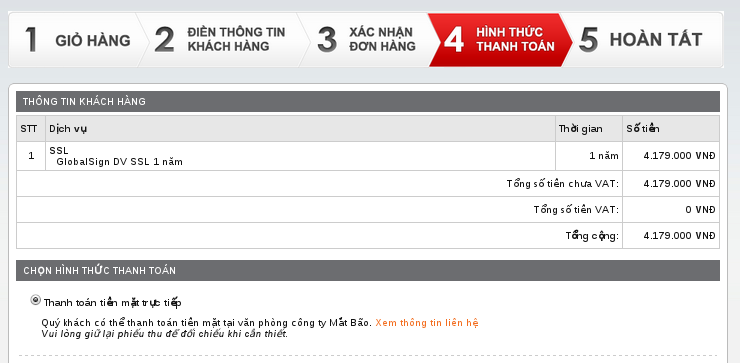 1 GIỎ HÀNG
2 ĐIỀN THÔNG TIN
KHÁCH HÀNG
3 XÁC NHẬN
ĐƠN HÀNG
4 HÌNH THỨC
THANH TOÁN
5 HOÀN TẤT
THÔNG TIN KHÁCH HÀNG
STT Dịch vụ Thời gian Số tiền
1 SSL 1 năm 4.179.000 VNĐ
GlobalSign DV SSL 1 năm
Tổng số tiền chưa VAT: 4.179.000 VNĐ
Tổng số tiền VAT: 0 VNĐ
Tổng cộng: 4.179.000 VNĐ
CHỌN HÌNH THỨC THANH TOÁN
Thanh toán tiền mặt trực tiếp
Quý khách có thể thanh toán tiền mặt tại văn phòng công ty Mắt Bão. Xem thông tin liên hệ
Vui lòng giữ lại phiếu thu để đối chiếu khi cần thiết.